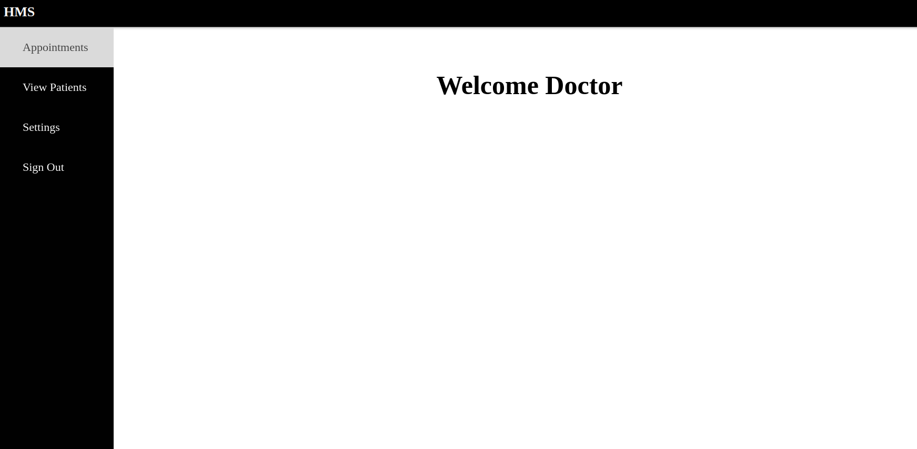 HMS
Appointments
View Patients
Settings
Sign Out
Welcome Doctor